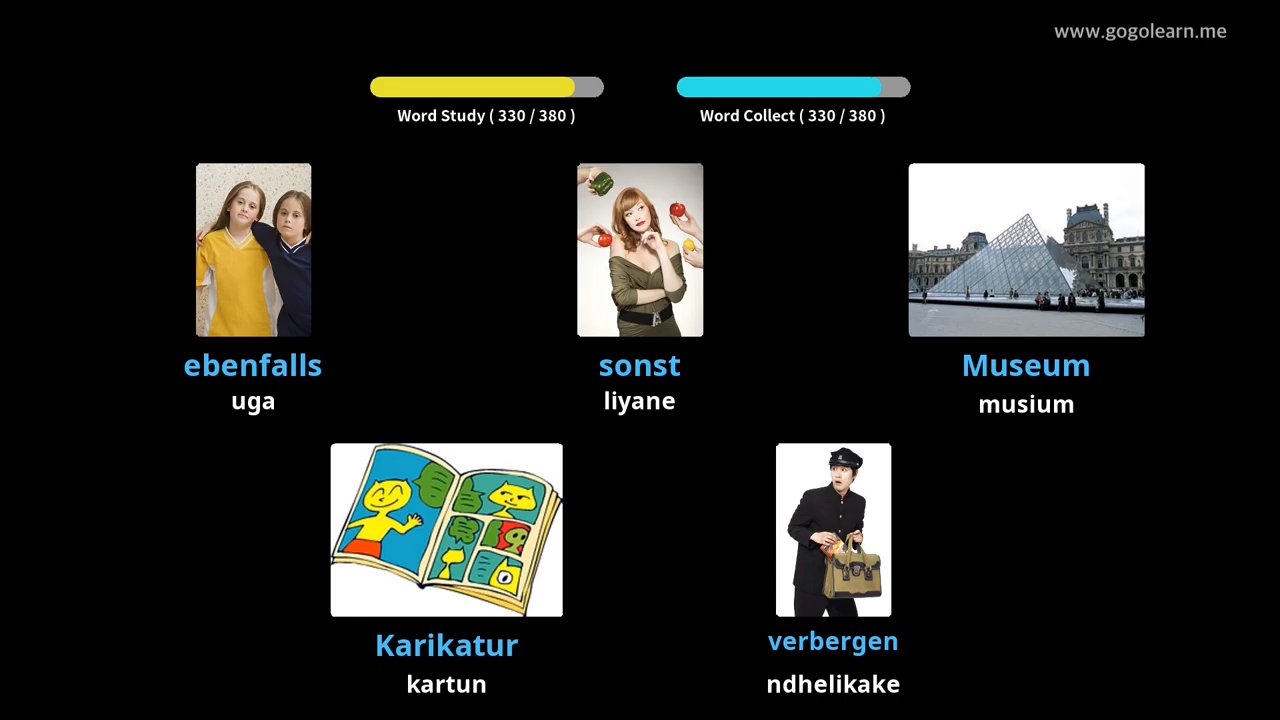 www.gogolearn.me
Word Study ( 330 / 380 )
Word Collect ( 330 / 380 )
ebenfalls
uga
sonst
liyane
Museum
musium
Karikatur
kartun
verbergen
ndhelikake